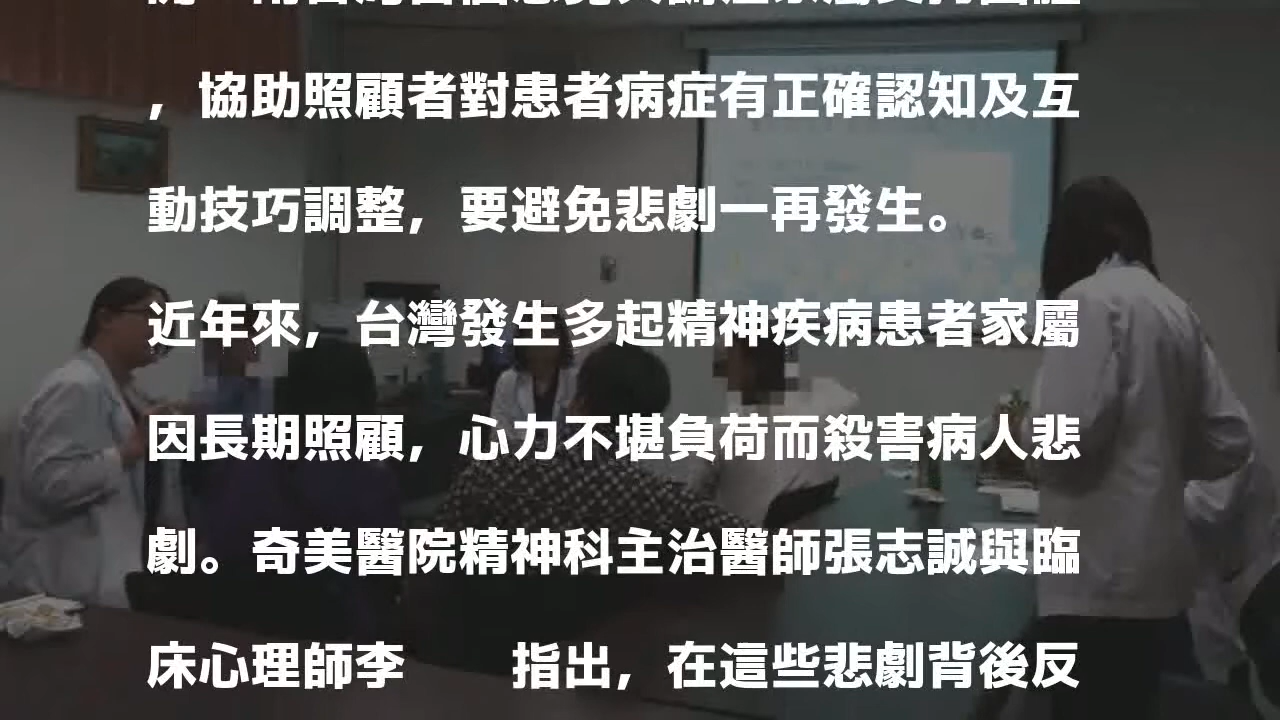 ，協助照顧者對患者病症有正確認知及互
動技巧調整，要避免悲劇一再發生。
近年來，台灣發生多起精神疾病患者家屬
因長期照顧，心力不堪負荷而殺害病人悲
劇。奇美醫院精神科主治醫師張志誠與臨
床心理師李　　指出，在這些悲劇背後反